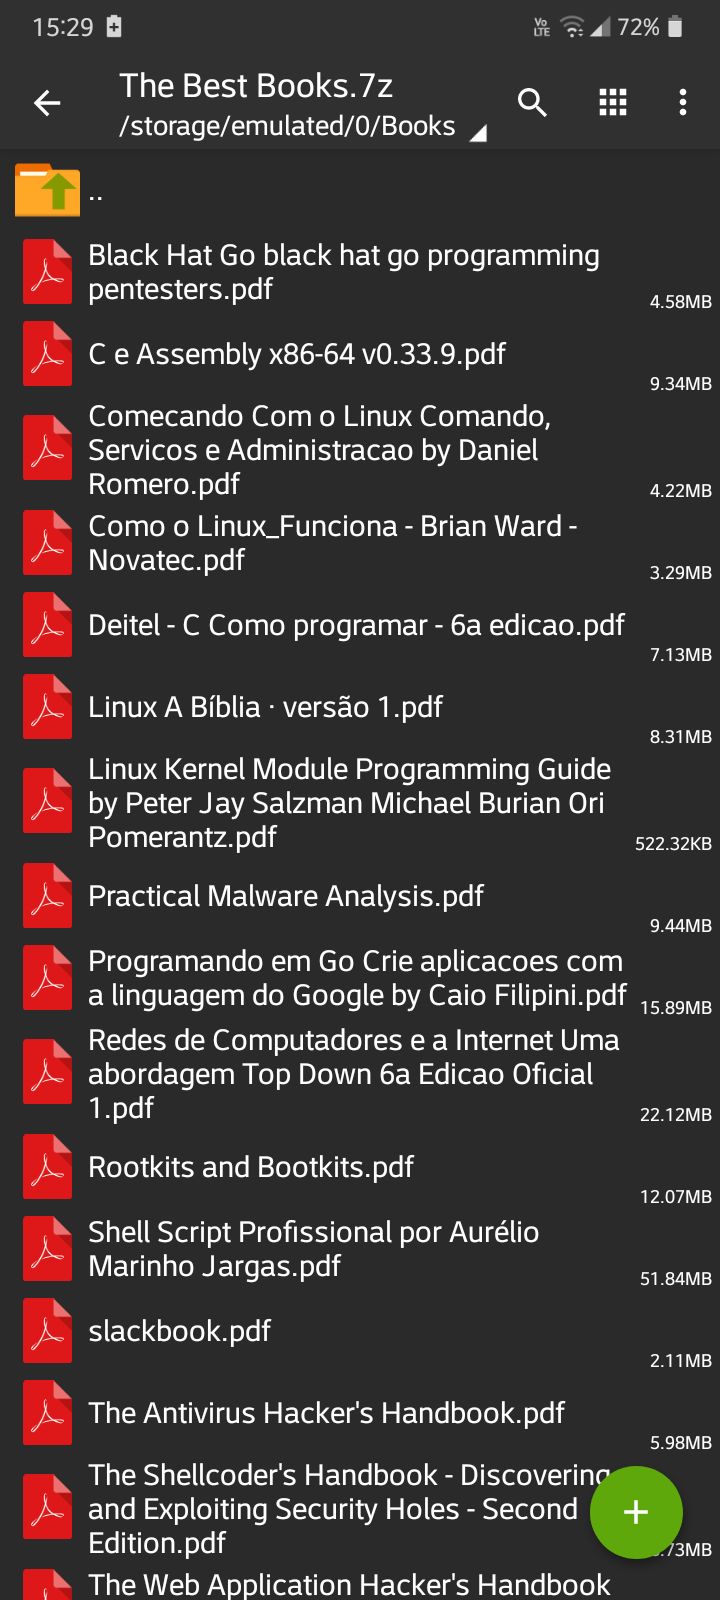 15:29
Vo
LTE
72%
The Best Books.7z
/storage/emulated/0/Books
..
Black Hat Go black hat go programming
pentesters.pdf
4.58MB
C e Assembly x86-64 v0.33.9.pdf
9.34MB
Comecando Com o Linux Comando,
Servicos e Administracao by Daniel
Romero.pdf
4.22MB
Como o Linux_Funciona - Brian Ward -
Novatec.pdf
3.29MB
Deitel - C Como programar - 6a edicao.pdf
7.13MB
Linux A Bíblia · versão 1.pdf
8.31MB
Linux Kernel Module Programming Guide
by Peter Jay Salzman Michael Burian Ori
Pomerantz.pdf
522.32KB
Practical Malware Analysis.pdf
9.44MB
Programando em Go Crie aplicacoes com
a linguagem do Google by Caio Filipini.pdf
15.89MB
Redes de Computadores e a Internet Uma
abordagem Top Down 6a Edicao Oficial
1.pdf
22.12MB
Rootkits and Bootkits.pdf
12.07MB
Shell Script Profissional por Aurélio
Marinho Jargas.pdf
51.84MB
slackbook.pdf
2.11MB
The Antivirus Hacker's Handbook.pdf
5.98MB
The Shellcoder's Handbook - Discovering
and Exploiting Security Holes - Second
Edition.pdf
The Web Application Hacker's Handbook